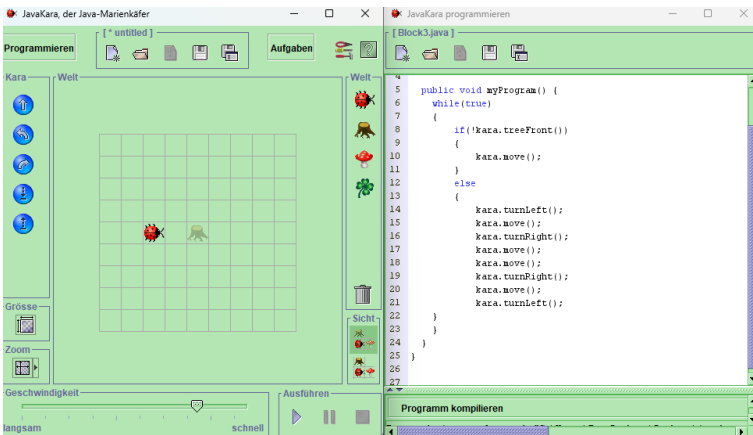 JavaKara, der Java-Marienkäfer
Programmieren
[ * untitled ]
Aufgaben
Kara
Welt
Welt
Grösse
Zoom
Sicht
Geschwindigkeit
langsam
schnell
Ausführen
JavaKara programmieren
[ Block3.java ]
4
5 public void myProgram() {
6 while(true)
7 {
8 if(!kara.treeFront())
9 {
10 kara.move();
11 }
12 else
13 {
14 kara.turnLeft();
15 kara.move();
16 kara.turnRight();
17 kara.move();
18 kara.move();
19 kara.turnRight();
20 kara.move();
21 kara.turnLeft();
22 }
23 }
24 }
25 }
26
27
Programm kompilieren